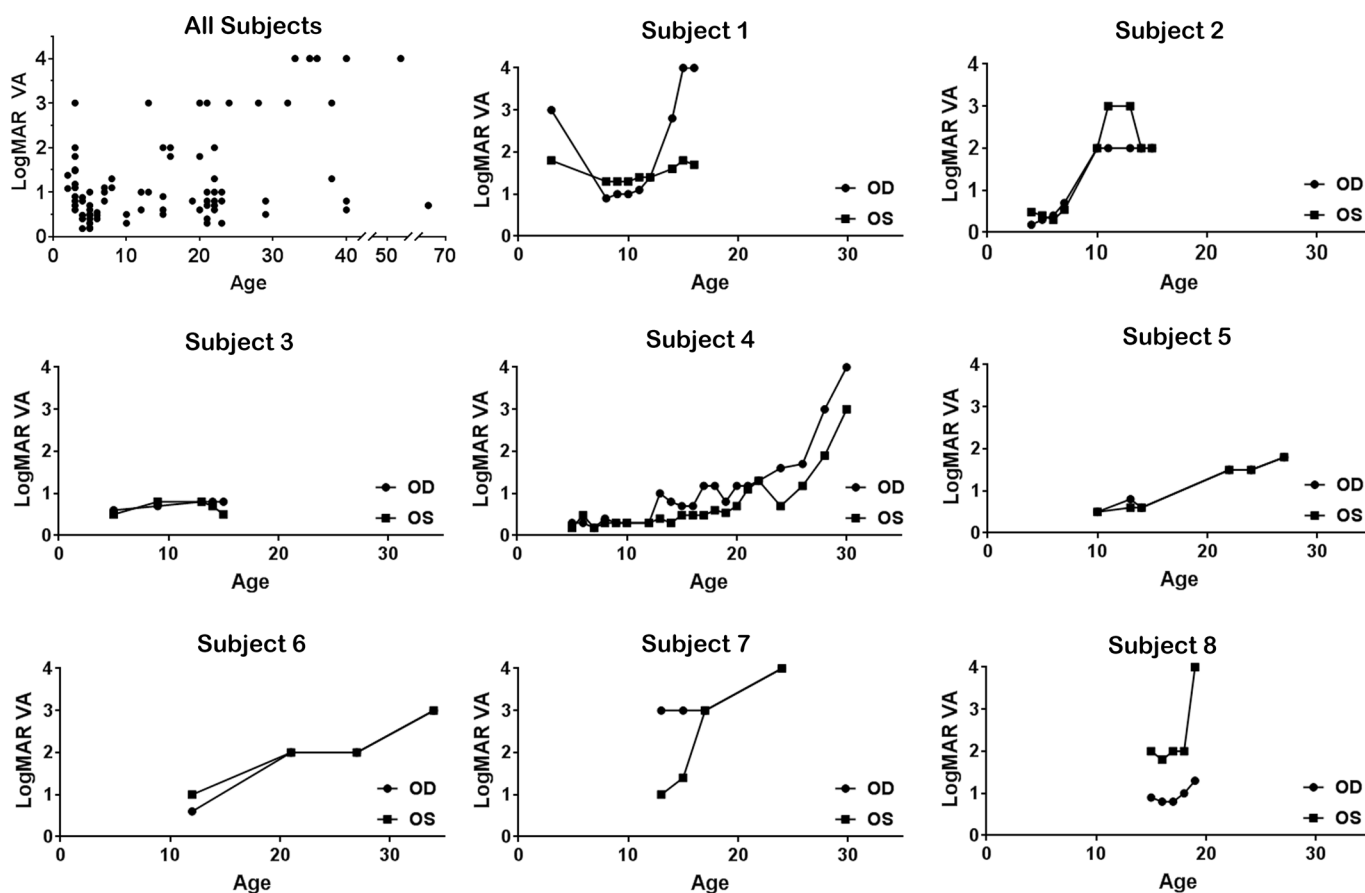 All Subjects
LogMAR VA
4
3
2
1
0
0 10 20 30 40 50 70
Age
Subject 1
LogMAR VA
4
3
2
1
0
OD
OS
0 10 20 30
Age
Subject 2
LogMAR VA
4
3
2
1
0
OD
OS
0 10 20 30
Age
Subject 3
LogMAR VA
4
3
2
1
0
OD
OS
0 10 20 30
Age
Subject 4
LogMAR VA
4
3
2
1
0
OD
OS
0 10 20 30
Age
Subject 5
LogMAR VA
4
3
2
1
0
OD
OS
0 10 20 30
Age
Subject 6
LogMAR VA
4
3
2
1
0
OD
OS
0 10 20 30
Age
Subject 7
LogMAR VA
4
3
2
1
0
OD
OS
0 10 20 30
Age
Subject 8
LogMAR VA
4
3
2
1
0
OD
OS
0 10 20 30
Age